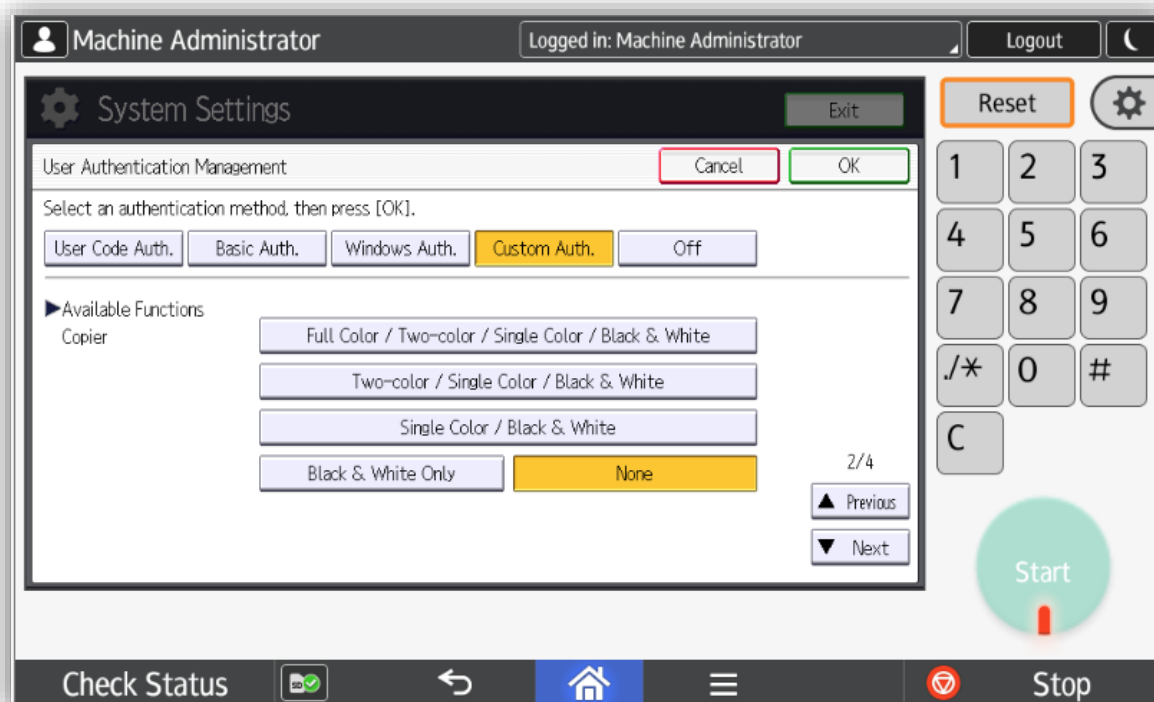 Machine Administrator
Logged in: Machine Administrator
Logout
System Settings
Exit
Reset
User Authentication Management
Cancel
OK
Select an authentication method, then press [OK].
User Code Auth.
Basic Auth.
Windows Auth.
Custom Auth.
Off
▶Available Functions
Copier
Full Color / Two-color / Single Color / Black & White
Two-color / Single Color / Black & White
Single Color / Black & White
Black & White Only
None
2/4
▲ Previous
▼ Next
1 2 3
4 5 6
7 8 9
./* 0 #
C
Start
Check Status
SD
Stop